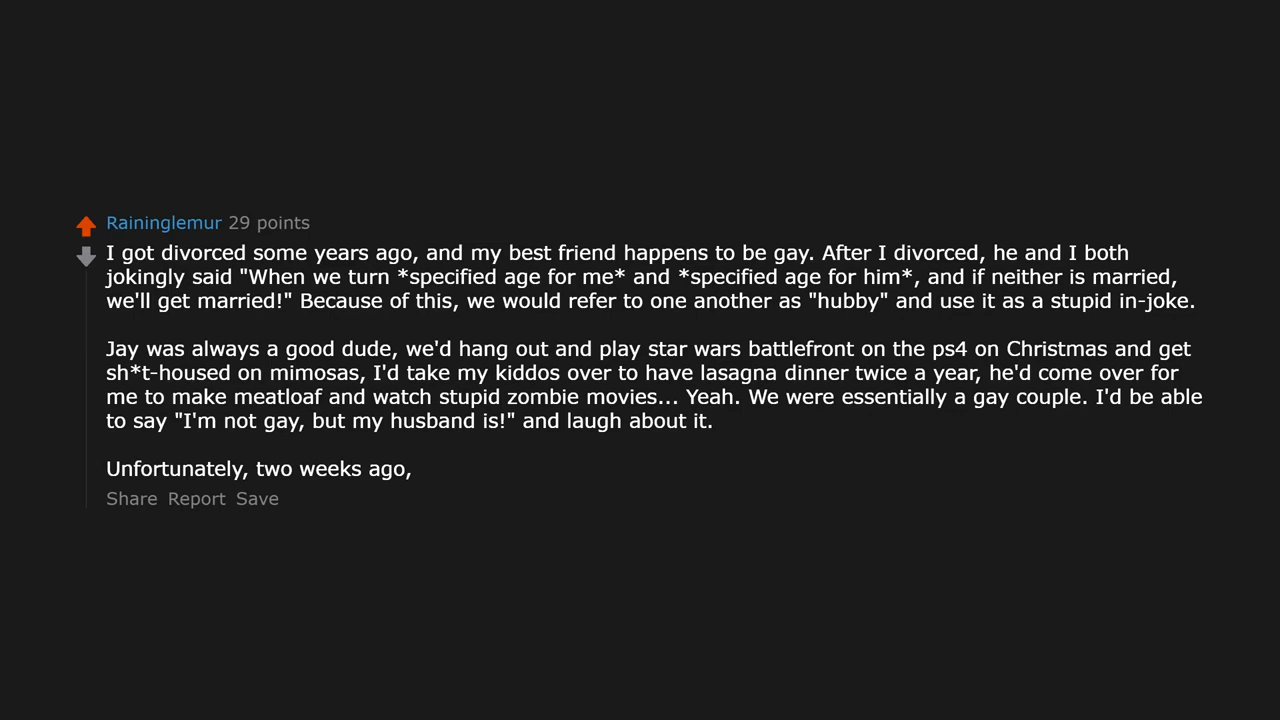 Raininglemur 29 points
I got divorced some years ago, and my best friend happens to be gay. After I divorced, he and I both
jokingly said "When we turn *specified age for me* and *specified age for him*, and if neither is married,
we'll get married!" Because of this, we would refer to one another as "hubby" and use it as a stupid in-joke.
Jay was always a good dude, we'd hang out and play star wars battlefront on the ps4 on Christmas and get
sh*t-housed on mimosas, I'd take my kiddos over to have lasagna dinner twice a year, he'd come over for
me to make meatloaf and watch stupid zombie movies... Yeah. We were essentially a gay couple. I'd be able
to say "I'm not gay, but my husband is!" and laugh about it.
Unfortunately, two weeks ago,
Share Report Save